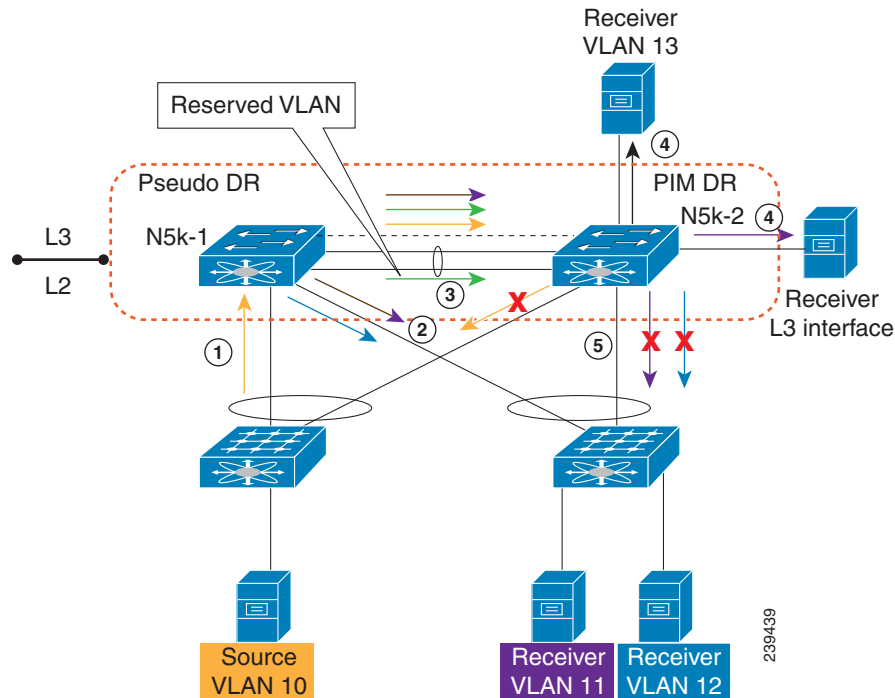 Receiver
VLAN 13
Reserved VLAN
4
Pseudo DR
PIM DR
N5k-1
N5k-2
4
L3
L2
3
Receiver
L3 interface
X
2
1
5
X
X
Source
VLAN 10
Receiver
VLAN 11
Receiver
VLAN 12
239439